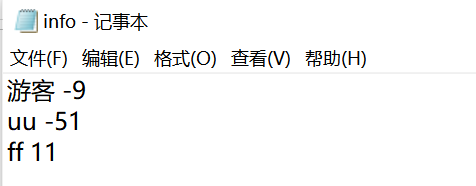 info - 记事本
文件(F) 编辑(E) 格式(O) 查看(V) 帮助(H)
游客 -9
uu -51
ff 11